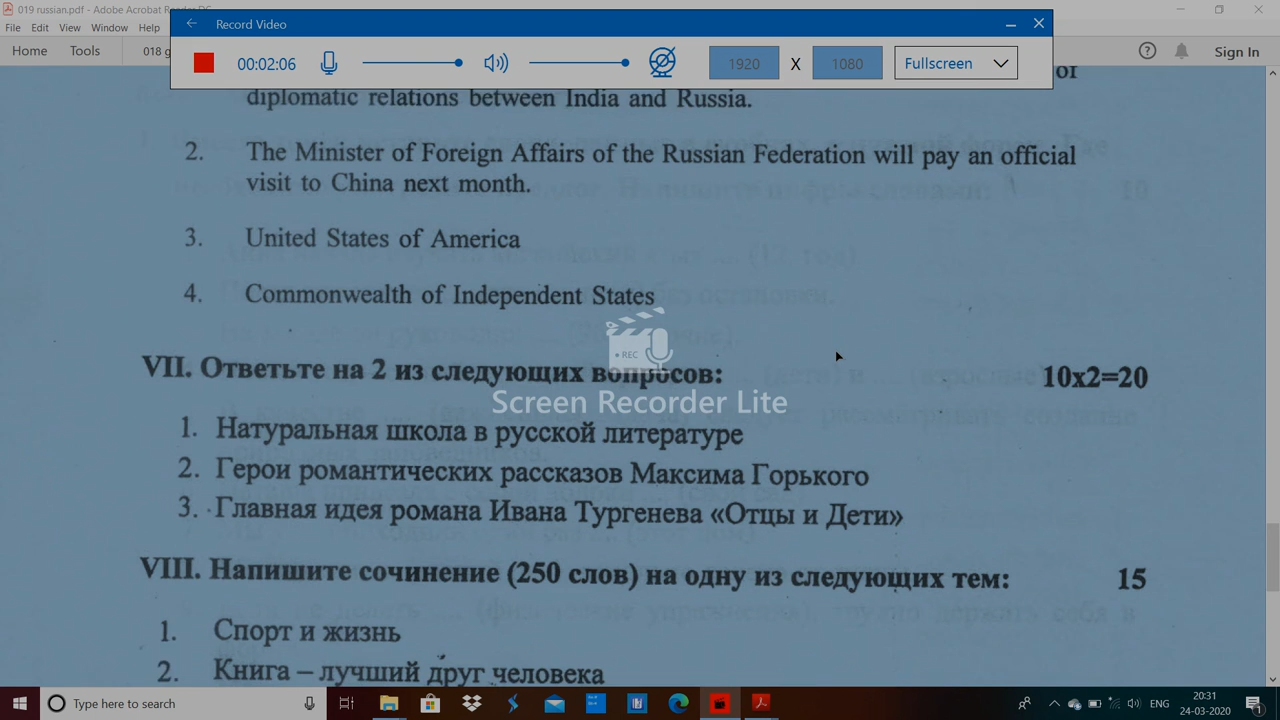 019 russian.pdf - Adobe Acrobat Reader DC
Record Video
File Edit View Window Help
Home Tools 018 g
00:02:06
1920 X 1080 Fullscreen
Sign In
of
diplomatic relations between India and Russia.
2. The Minister of Foreign Affairs of the Russian Federation will pay an official
visit to China next month.
3. United States of America
4. Commonwealth of Independent States
REC
VII. Ответьте на 2 из следующих вопросов: 10x2=20
Screen Recorder Lite
1. Натуральная школа в русской литературе
2. Герои романтических рассказов Максима Горького
3. Главная идея романа Ивана Тургенева «Отцы и Дети»
VIII. Напишите сочинение (250 слов) на одну из следующих тем: 15
1. Спорт и жизнь
2. Книга – лучший друг человека
Type here to search
ENG
20:31
24-03-2020
1